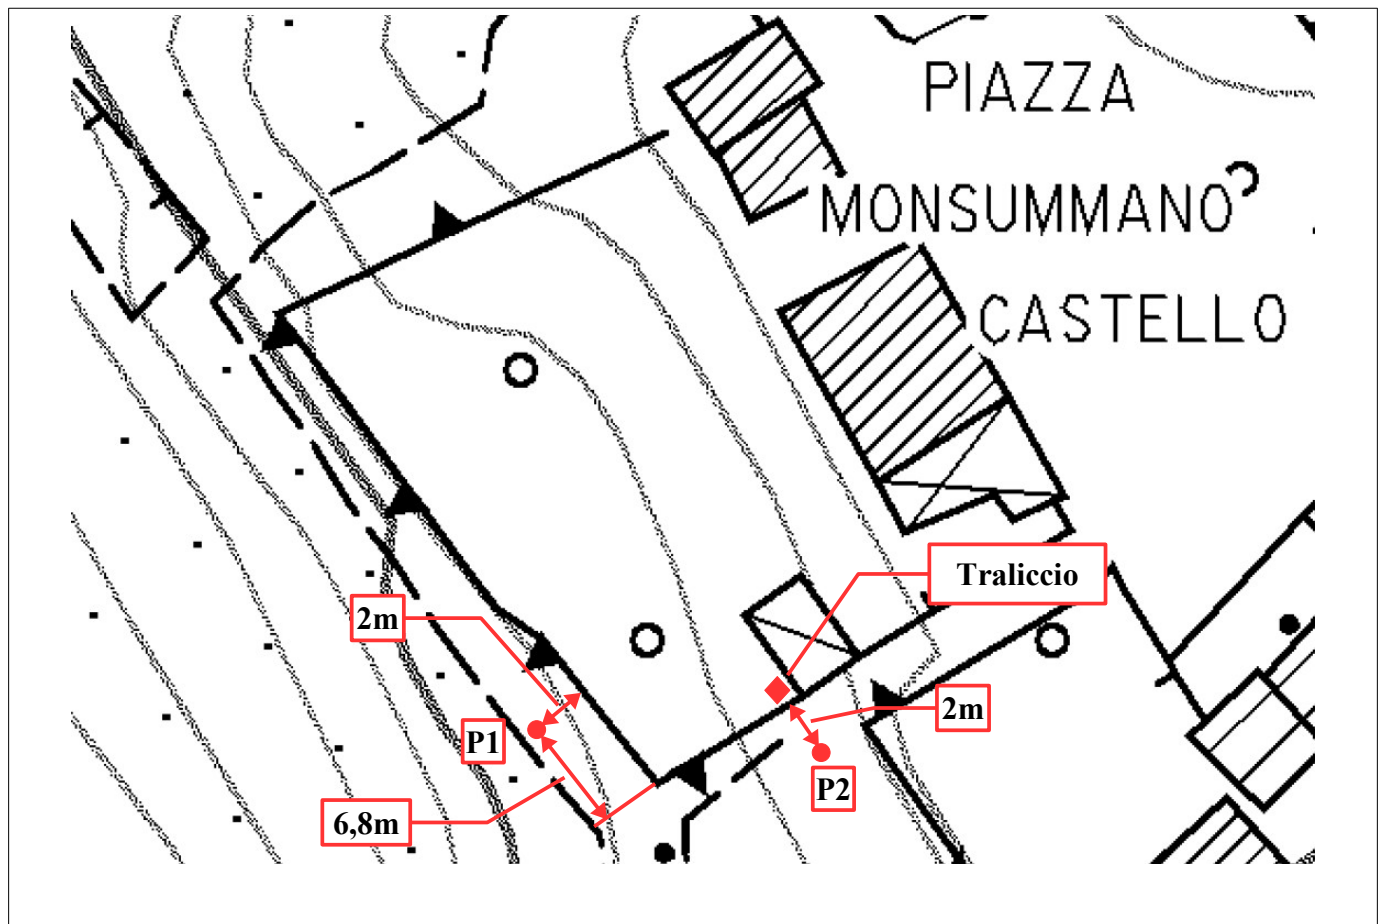 PIAZZA
MONSUMMANO
CASTELLO
Traliccio
2m
2m
P1
P2
6,8m